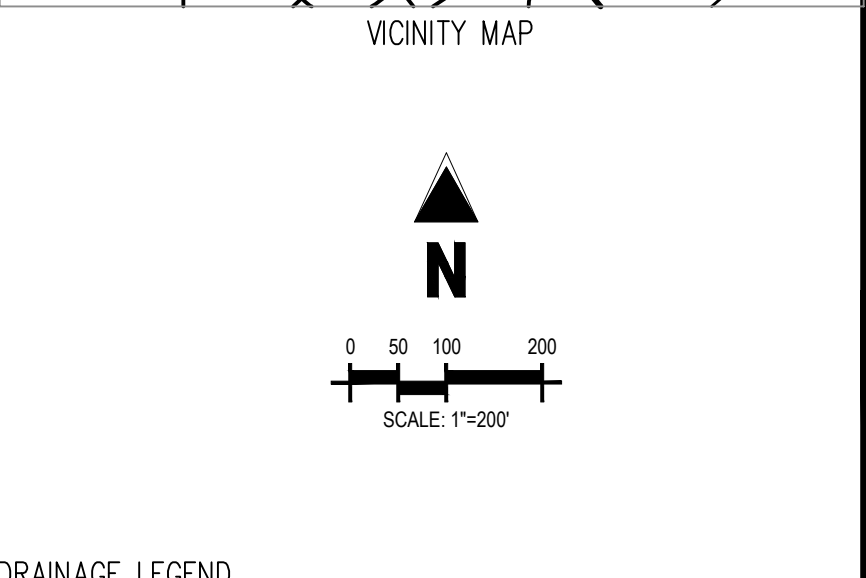 VICINITY MAP
N
0 50 100 200
SCALE: 1"=200'
DRAINAGE LEGEND